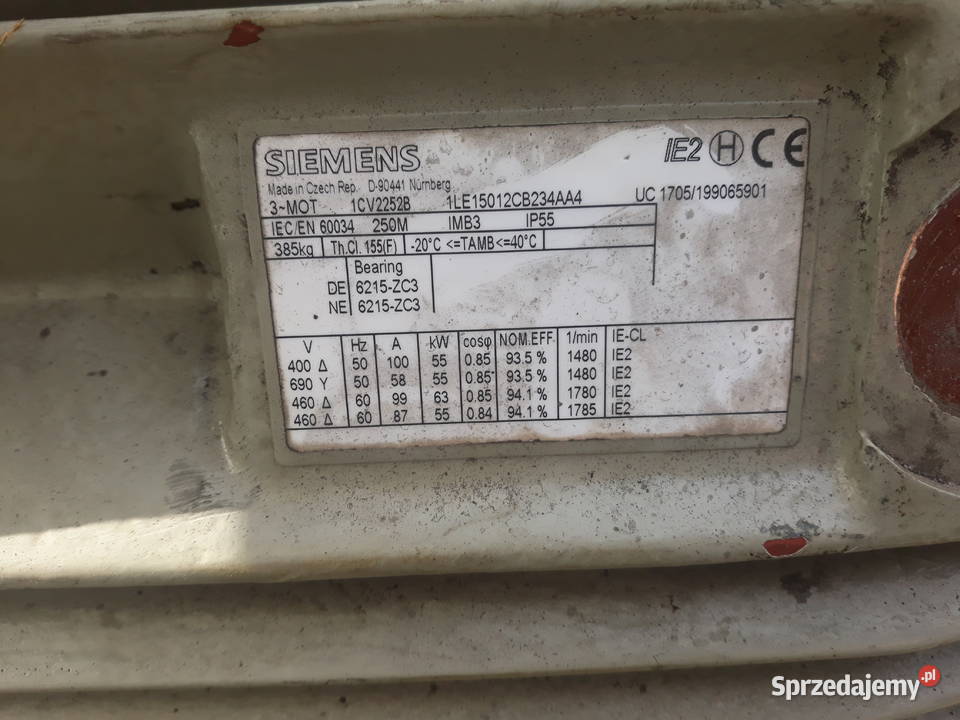 SIEMENS IE2 H CE
Made in Czech Rep. D-90441 Nürnberg
3~MOT 1CV2252B 1LE15012CB234AA4 UC 1705/199065901
IEC/EN 60034 250M IMB3 IP55
385kg Th.Cl. 155(F) -20°C <=TAMB<=40°C
Bearing
DE 6215-ZC3
NE 6215-ZC3
V Hz A kW cosφ NOM.EFF 1/min IE-CL
400 Δ 50 100 55 0.85 93.5 % 1480 IE2
690 Y 50 58 55 0.85 93.5 % 1480 IE2
460 Δ 60 99 63 0.85 94.1 % 1780 IE2
460 Δ 60 87 55 0.84 94.1 % 1785 IE2
Sprzedajemy.pl